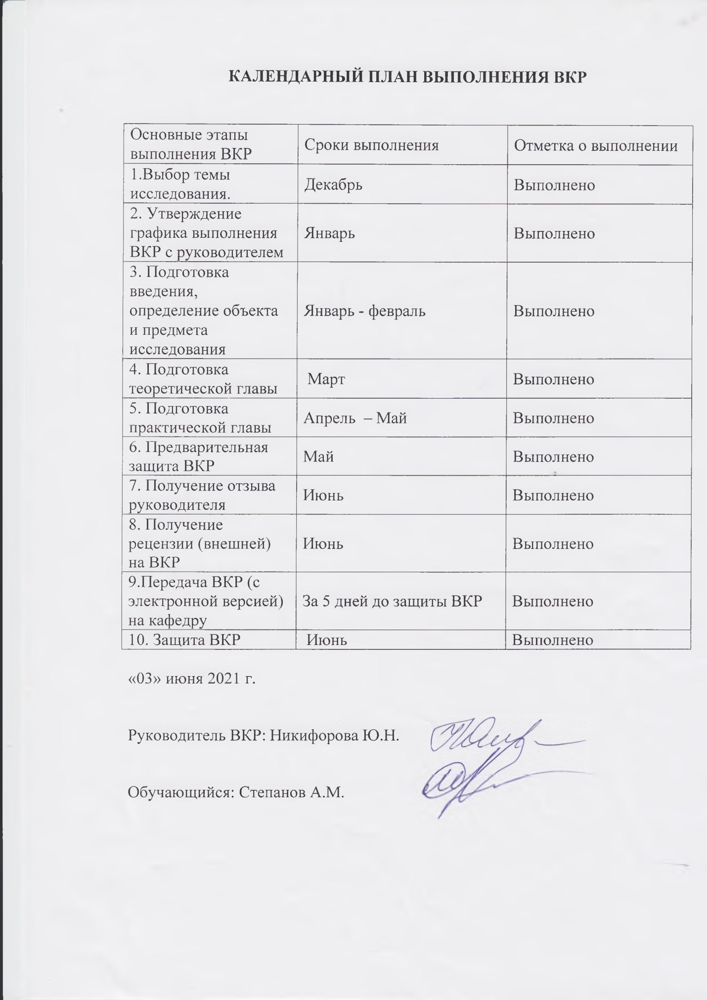 КАЛЕНДАРНЫЙ ПЛАН ВЫПОЛНЕНИЯ ВКР
Основные этапы
выполнения ВКР
Сроки выполнения
Отметка о выполнении
1.Выбор темы
исследования.
Декабрь
Выполнено
2. Утверждение
графика выполнения
ВКР с руководителем
Январь
Выполнено
3. Подготовка
введения,
определение объекта
и предмета
исследования
Январь - февраль
Выполнено
4. Подготовка
теоретической главы
Март
Выполнено
5. Подготовка
практической главы
Апрель – Май
Выполнено
6. Предварительная
защита ВКР
Май
Выполнено
7. Получение отзыва
руководителя
Июнь
Выполнено
8. Получение
рецензии (внешней)
на ВКР
Июнь
Выполнено
9.Передача ВКР (с
электронной версией)
на кафедру
За 5 дней до защиты ВКР
Выполнено
10. Защита ВКР
Июнь
Выполнено
«03» июня 2021 г.
Руководитель ВКР: Никифорова Ю.Н.
Обучающийся: Степанов А.М.